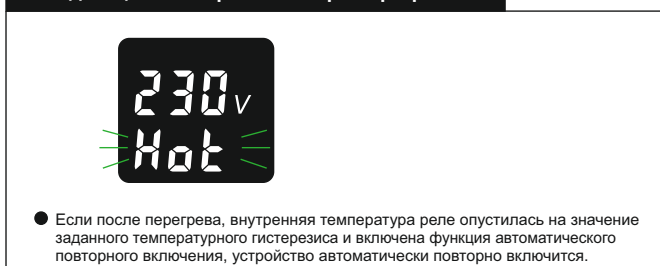 230v
Hot
Если после перегрева, внутренняя температура реле опустилась на значение
заданного температурного гистерезиса и включена функция автоматического
повторного включения, устройство автоматически повторно включится.